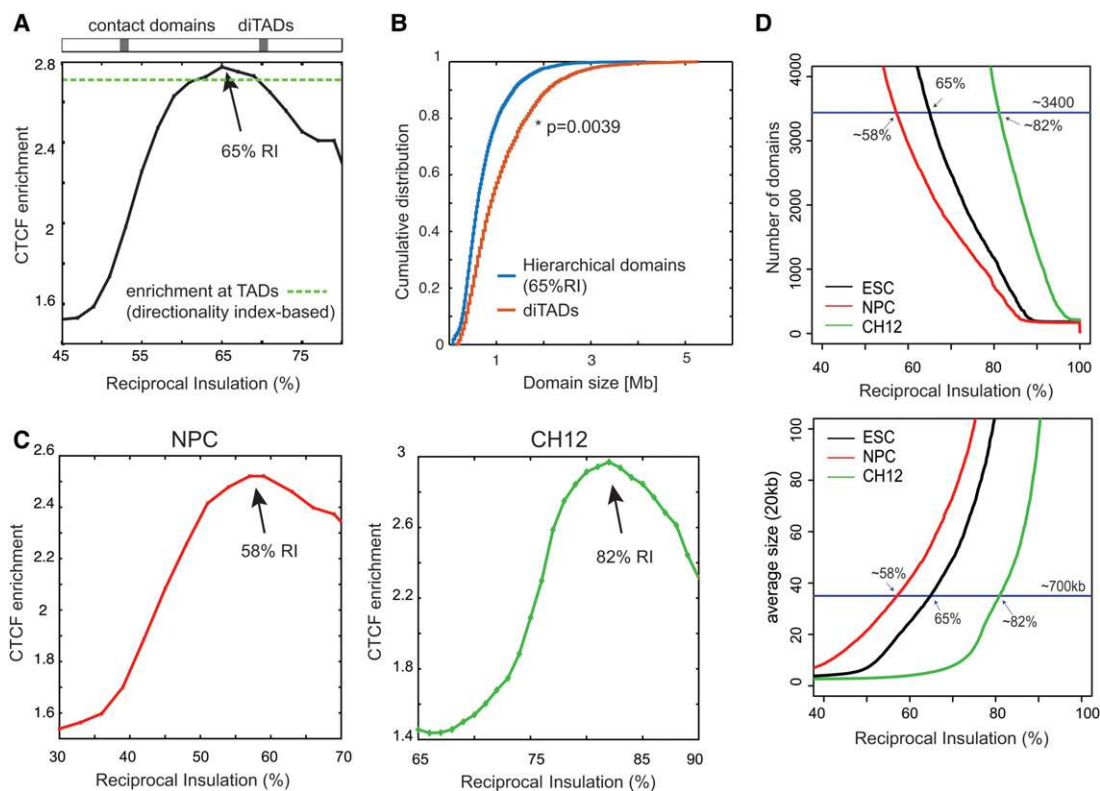 A
contact domains diTADs
2.8
2.4
2
1.6
CTCF enrichment
65% RI
enrichment at TADs
(directionality index-based)
45 55 65 75
Reciprocal Insulation (%)
B
1
0.8
0.6
0.4
0.2
0
Cumulative distribution
* p=0.0039
Hierarchical domains
(65%RI)
diTADs
1 3 5
Domain size [Mb]
C
NPC
2.6
2.4
2.2
2
1.8
1.6
CTCF enrichment
58% RI
30 40 50 60 70
Reciprocal Insulation (%)
CH12
3
2.6
2.2
1.8
1.4
CTCF enrichment
82% RI
65 75 85 90
Reciprocal Insulation (%)
D
4000
3000
2000
1000
0
Number of domains
65%
~3400
~58%
~82%
ESC
NPC
CH12
40 60 80 100
Reciprocal Insulation (%)
100
80
60
40
20
0
average size (20kb)
ESC
NPC
CH12
~58%
~700kb
65%
~82%
40 60 80 100
Reciprocal Insulation (%)